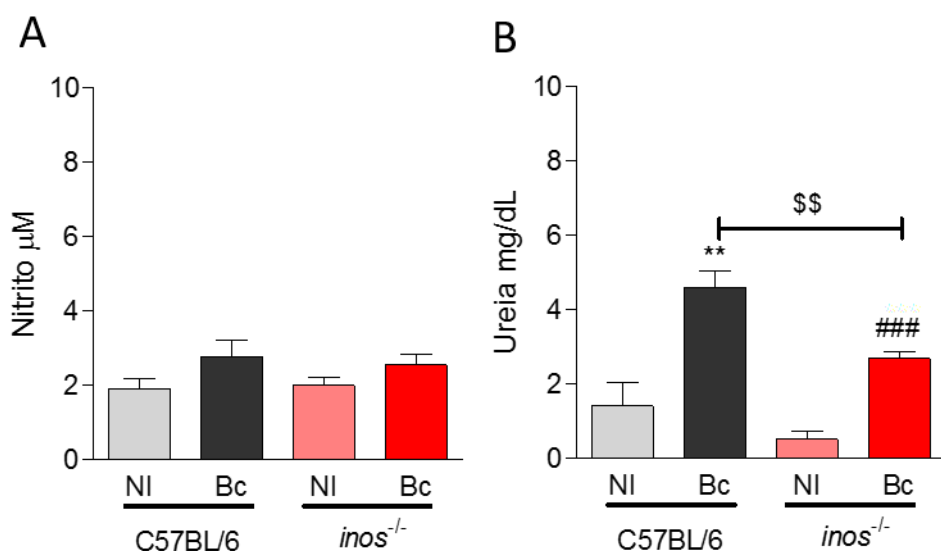 A
Nitrito μM
10
8
6
4
2
0
NI Bc NI Bc
C57BL/6 inos-/-
B
Ureia mg/dL
10
8
6
4
2
0
$$
**
###
NI Bc NI Bc
C57BL/6 inos-/-